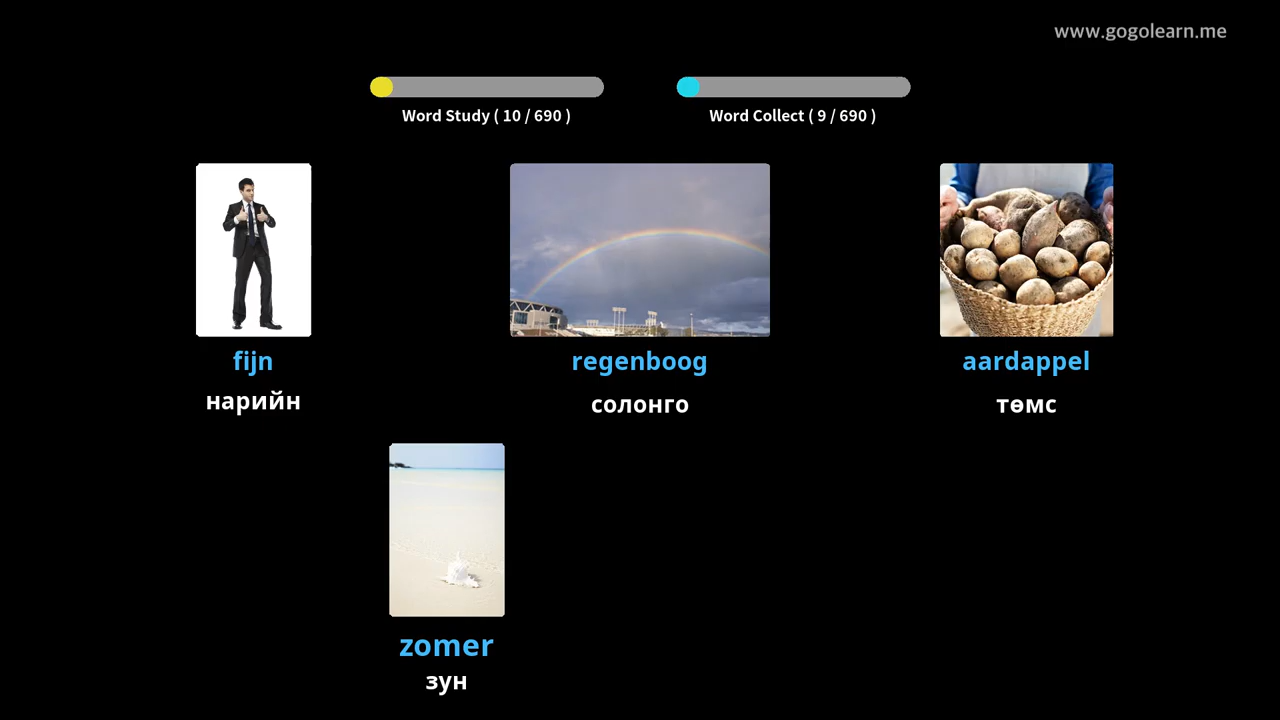 www.gogolearn.me
Word Study ( 10 / 690 )
Word Collect ( 9 / 690 )
fijn
нарийн
regenboog
солонго
aardappel
төмс
zomer
зун